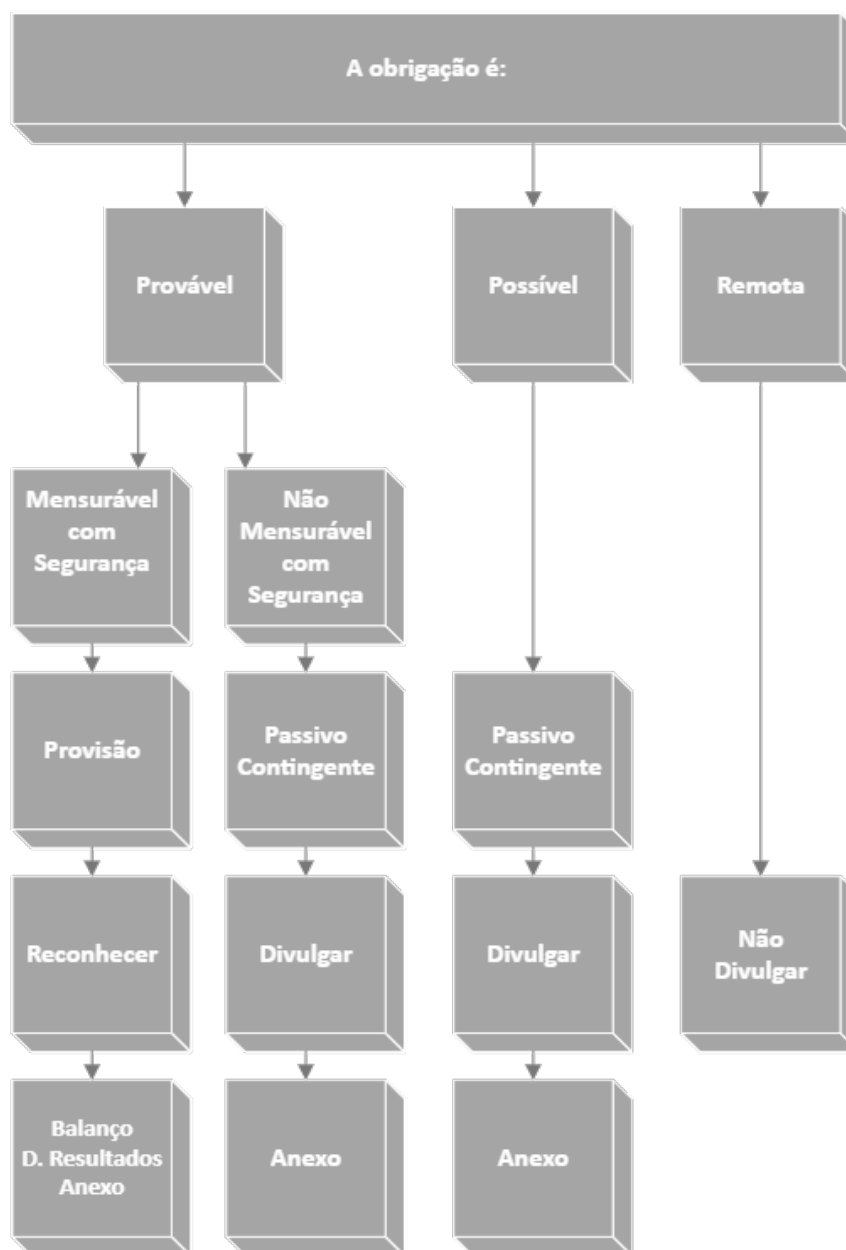 A obrigação é:
Provável
Possível
Remota
Mensurável
com
Segurança
Não
Mensurável
com
Segurança
Provisão
Passivo
Contingente
Passivo
Contingente
Reconhecer
Divulgar
Divulgar
Não
Divulgar
Balanço
D. Resultados
Anexo
Anexo
Anexo